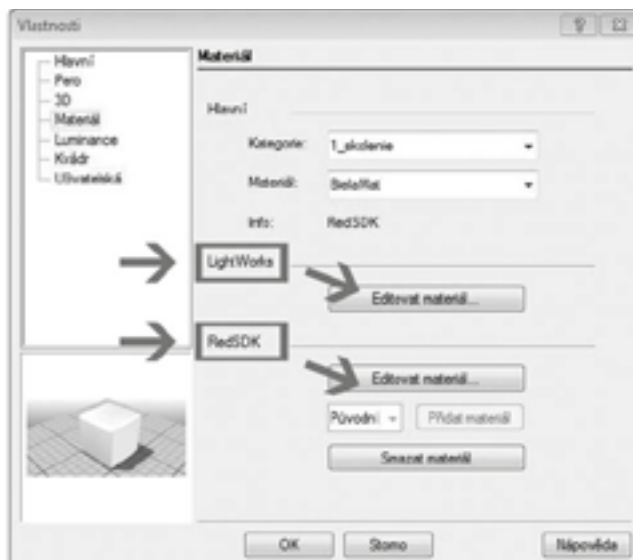 Vlastnosti
Hlavní
Pero
3D
Materiál
Luminance
Kvádr
Uživatelská
Materiál
Hlavní
Kategorie: 1_skolenie
Materiál: BielaMat
Info: RedSDK
LightWorks
Editovat materiál...
RedSDK
Editovat materiál...
Původní Přidat materiál
Smazat materiál
OK Storno Nápověda